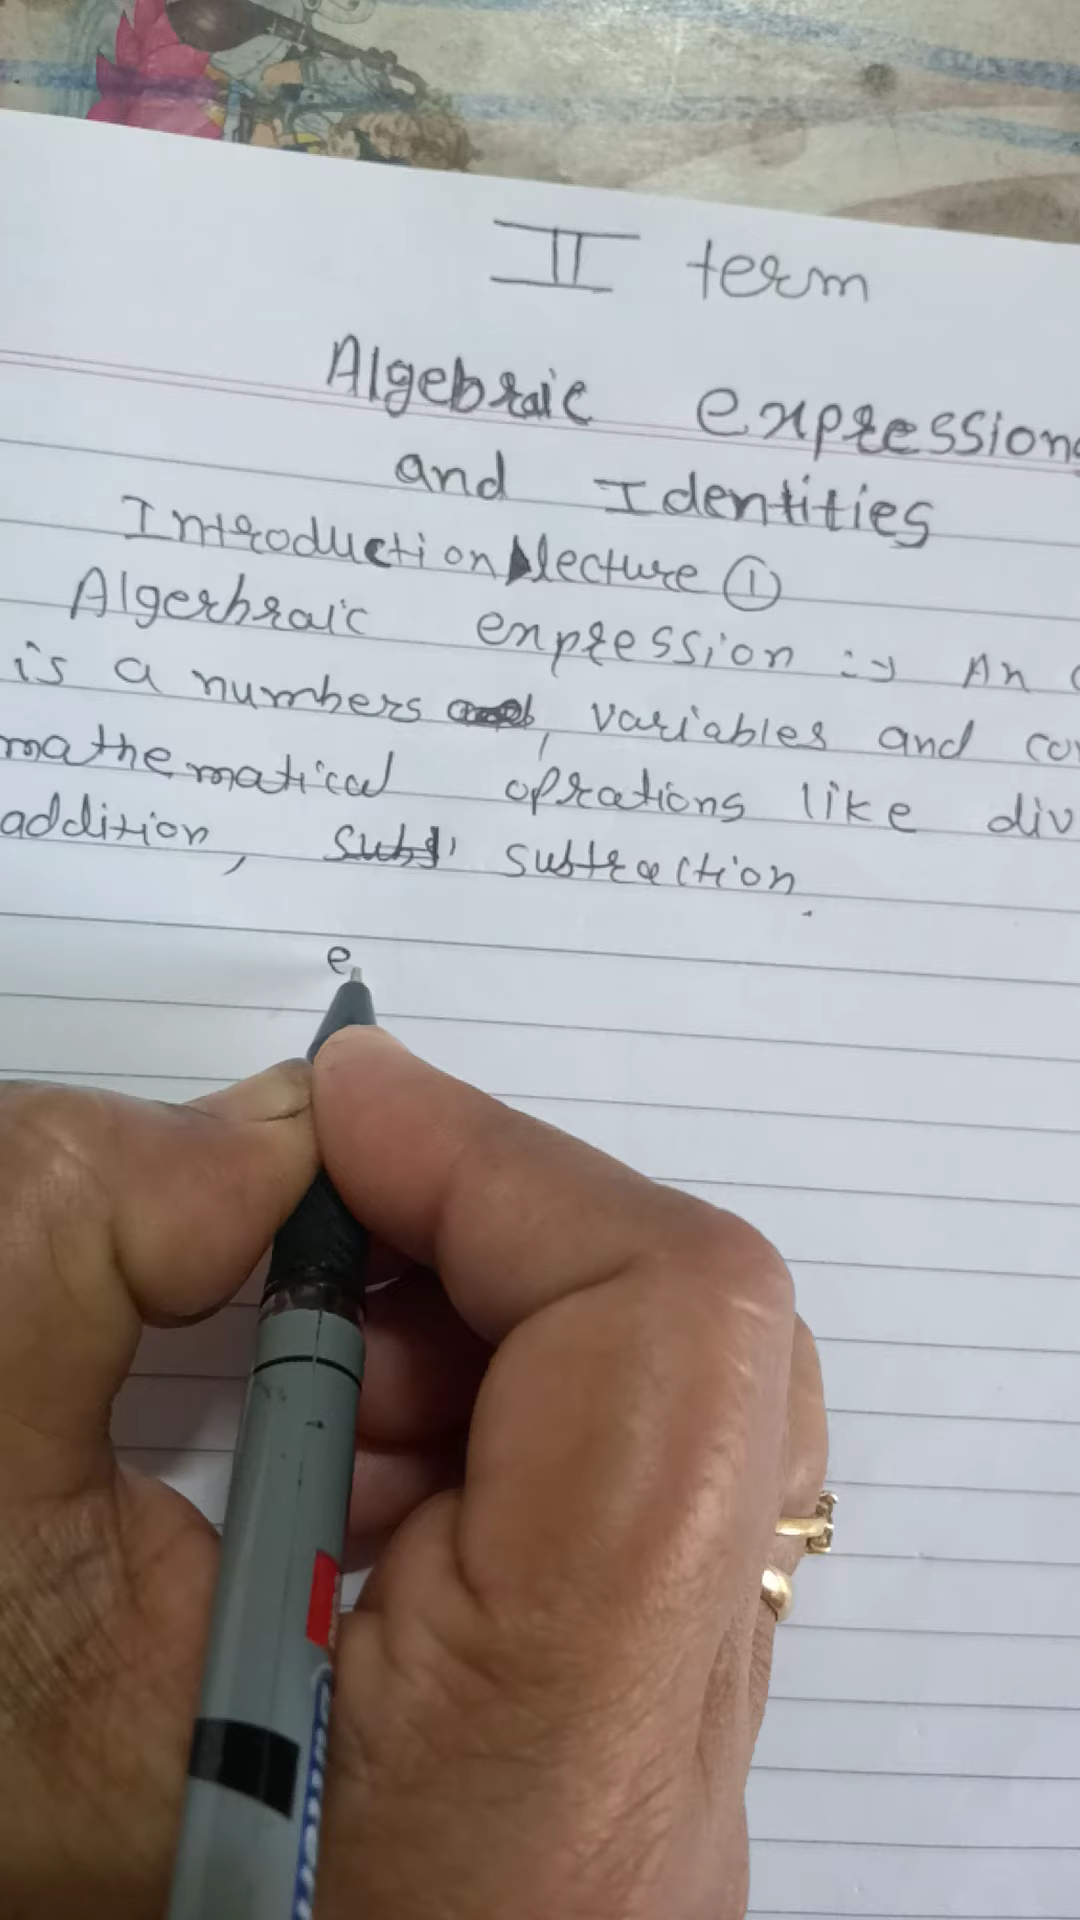 II term
Algebraic expression
and Identities
Introduction lecture ①
Algerbraic expression :⇒ An
is a numbers , variables and
mathematical oprations like div
addition, subtraction.
e